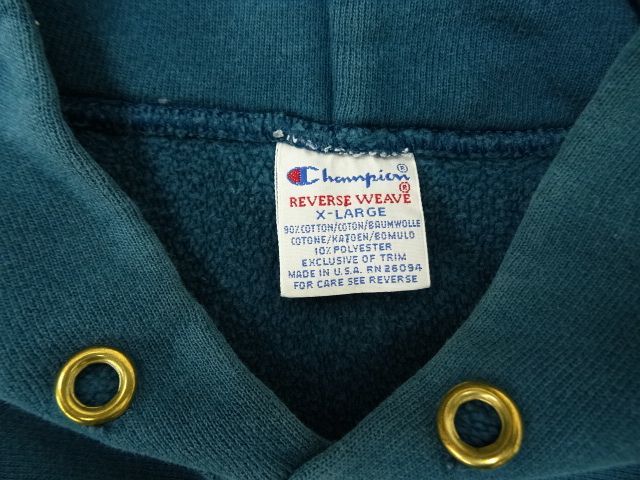 Champion®
REVERSE WEAVE®
X-LARGE
90% COTTON/COTON/BAUMWOLLE
COTONE/KATOEN/BOMULD
10% POLYESTER
EXCLUSIVE OF TRIM
MADE IN U.S.A. RN 26094
FOR CARE SEE REVERSE